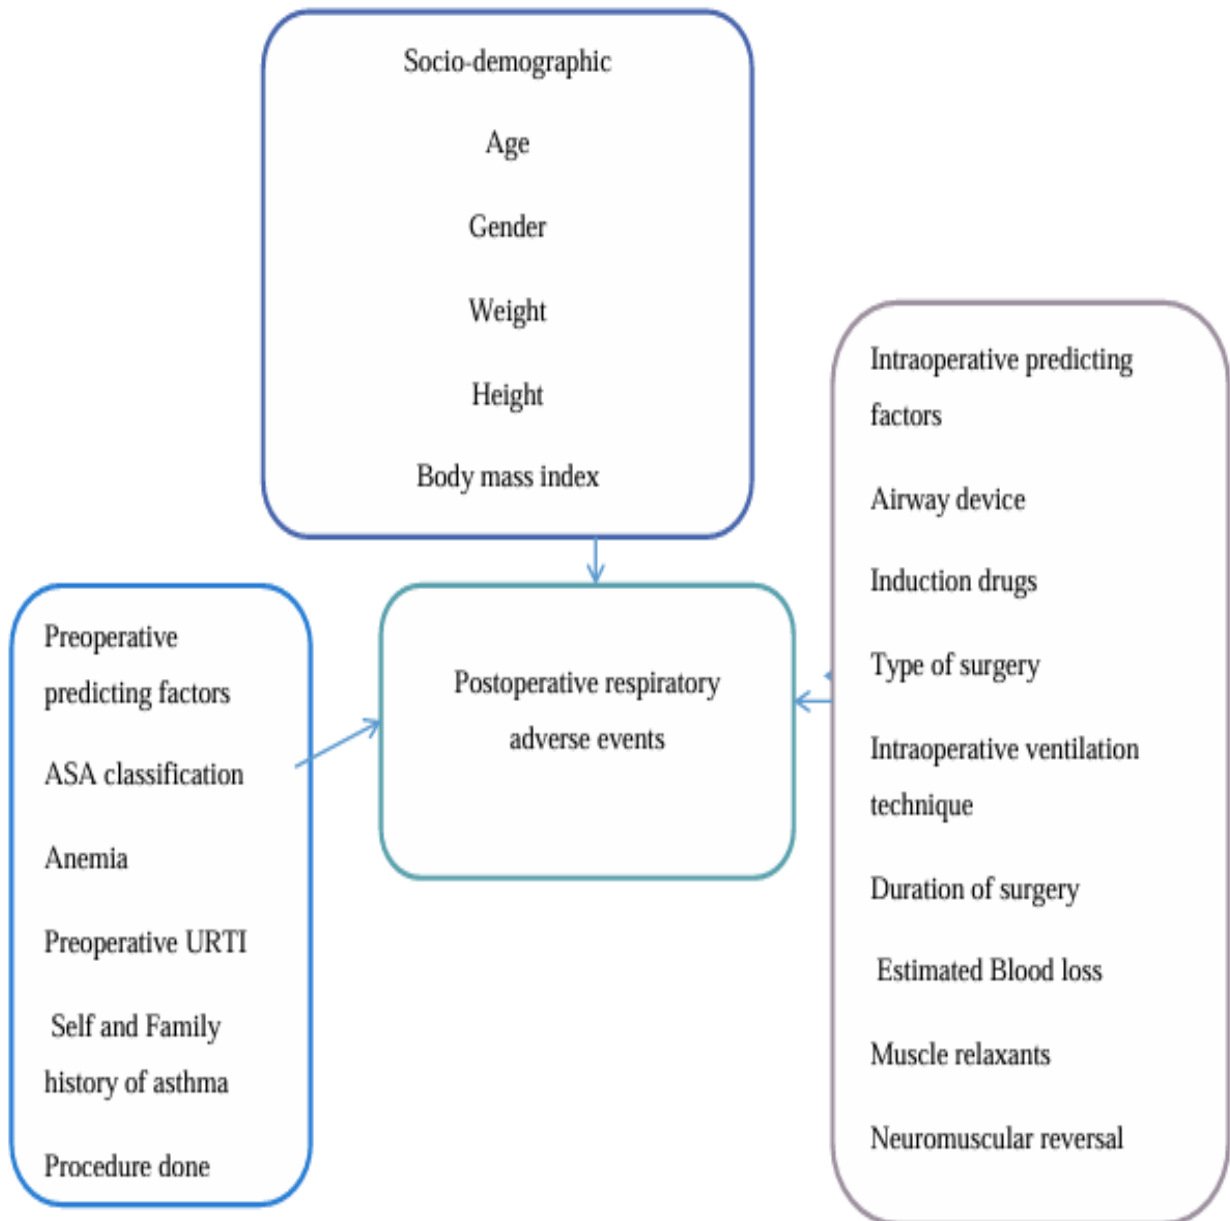 Socio-demographic
Age
Gender
Weight
Height
Body mass index
Preoperative
predicting factors
ASA classification
Anemia
Preoperative URTI
Self and Family
history of asthma
Procedure done
Postoperative respiratory
adverse events
Intraoperative predicting
factors
Airway device
Induction drugs
Type of surgery
Intraoperative ventilation
technique
Duration of surgery
Estimated Blood loss
Muscle relaxants
Neuromuscular reversal